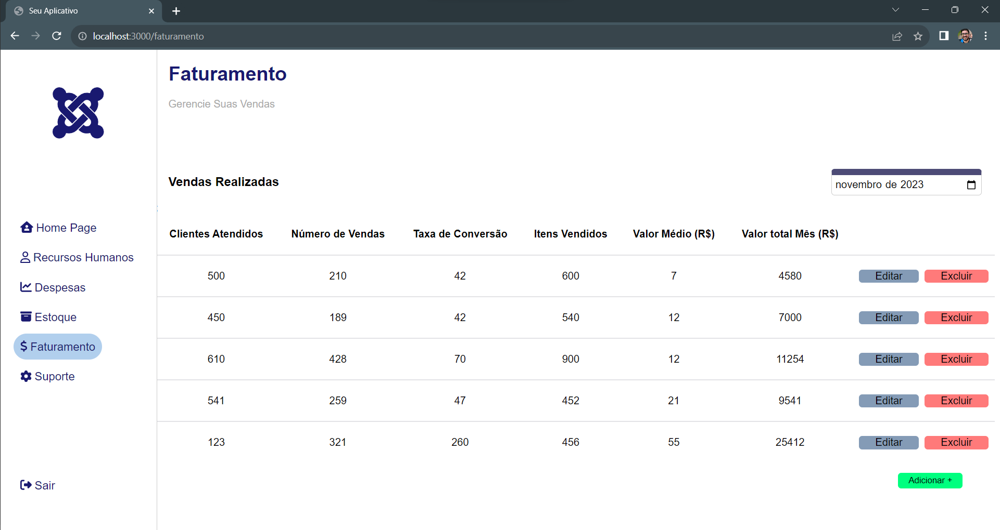 Seu Aplicativo
localhost:3000/faturamento
Faturamento
Gerencie Suas Vendas
Vendas Realizadas
novembro de 2023
Home Page
Recursos Humanos
Despesas
Estoque
Faturamento
Suporte
Sair
Clientes Atendidos Número de Vendas Taxa de Conversão Itens Vendidos Valor Médio (R$) Valor total Mês (R$)
500 210 42 600 7 4580 Editar Excluir
450 189 42 540 12 7000 Editar Excluir
610 428 70 900 12 11254 Editar Excluir
541 259 47 452 21 9541 Editar Excluir
123 321 260 456 55 25412 Editar Excluir
Adicionar +